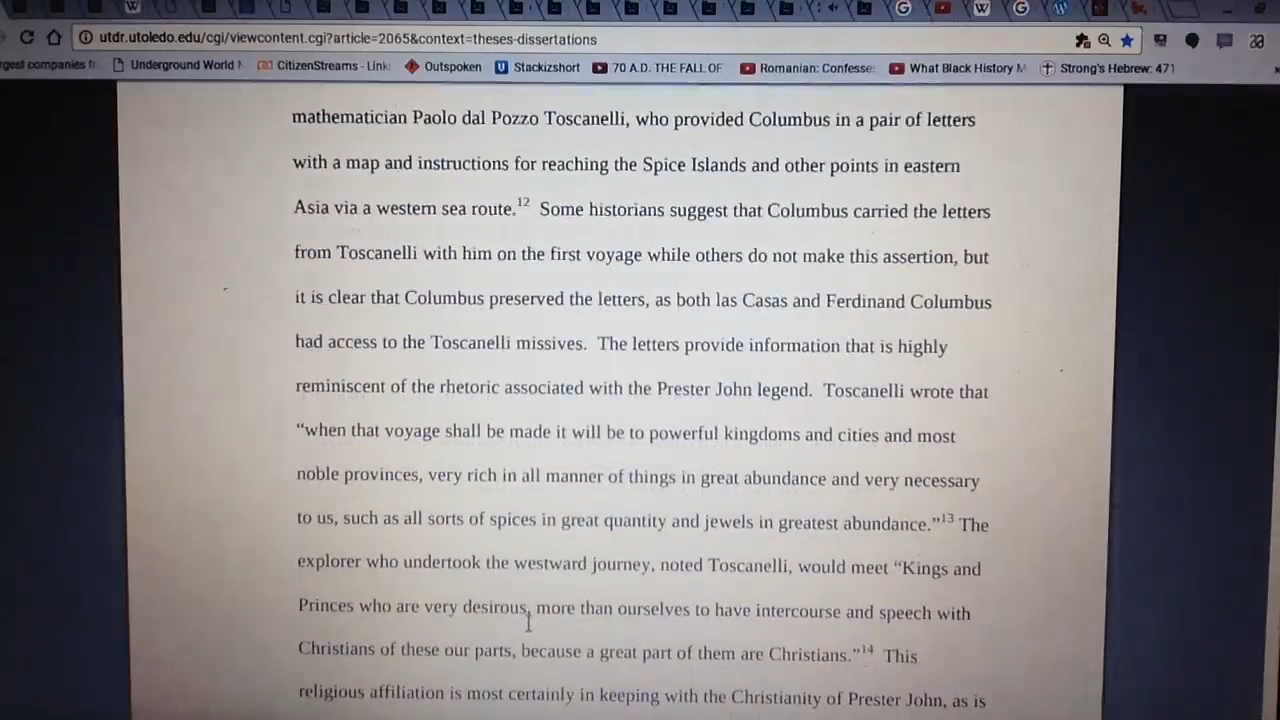 utdr.utoledo.edu/cgi/viewcontent.cgi?article=2065&context=theses-dissertations
rgest companies fr Underground World N CitizenStreams - Link Outspoken Stackizshort 70 A.D. THE FALL OF Romanian: Confesse: What Black History M Strong's Hebrew: 471
mathematician Paolo dal Pozzo Toscanelli, who provided Columbus in a pair of letters
with a map and instructions for reaching the Spice Islands and other points in eastern
Asia via a western sea route.12 Some historians suggest that Columbus carried the letters
from Toscanelli with him on the first voyage while others do not make this assertion, but
it is clear that Columbus preserved the letters, as both las Casas and Ferdinand Columbus
had access to the Toscanelli missives. The letters provide information that is highly
reminiscent of the rhetoric associated with the Prester John legend. Toscanelli wrote that
“when that voyage shall be made it will be to powerful kingdoms and cities and most
noble provinces, very rich in all manner of things in great abundance and very necessary
to us, such as all sorts of spices in great quantity and jewels in greatest abundance.”13 The
explorer who undertook the westward journey, noted Toscanelli, would meet “Kings and
Princes who are very desirous, more than ourselves to have intercourse and speech with
Christians of these our parts, because a great part of them are Christians.”14 This
religious affiliation is most certainly in keeping with the Christianity of Prester John, as is